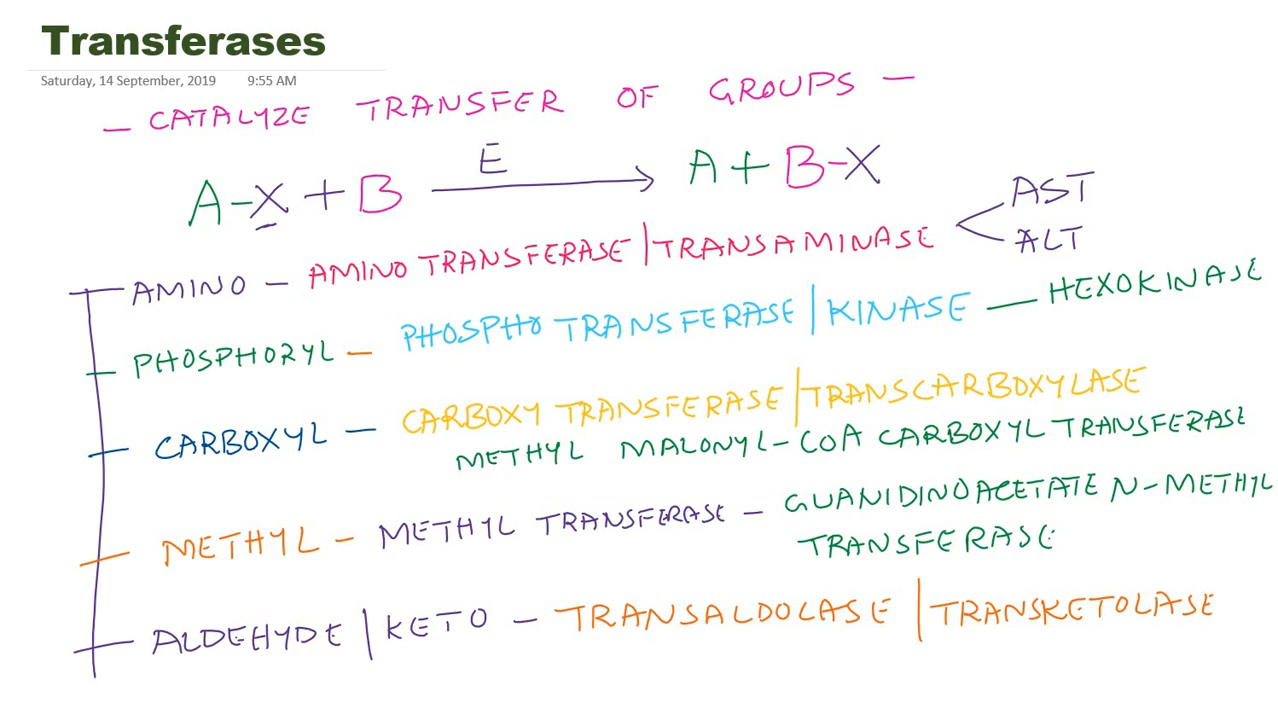 Transferases
Saturday, 14 September, 2019 9:55 AM
– CATALYZE TRANSFER OF GROUPS –
A-X + B E → A + B-X
AST
ALT
AMINO – AMINO TRANSFERASE | TRANSAMINASE
PHOSPHORYL – PHOSPHO TRANSFERASE | KINASE — HEXOKINASE
CARBOXYL – CARBOXY TRANSFERASE | TRANSCARBOXYLASE
METHYL MALONYL-COA CARBOXYL TRANSFERASE
METHYL – METHYL TRANSFERASE – GUANIDINOACETATE N-METHYL
TRANSFERASE
ALDEHYDE | KETO – TRANSALDOLASE | TRANSKETOLASE